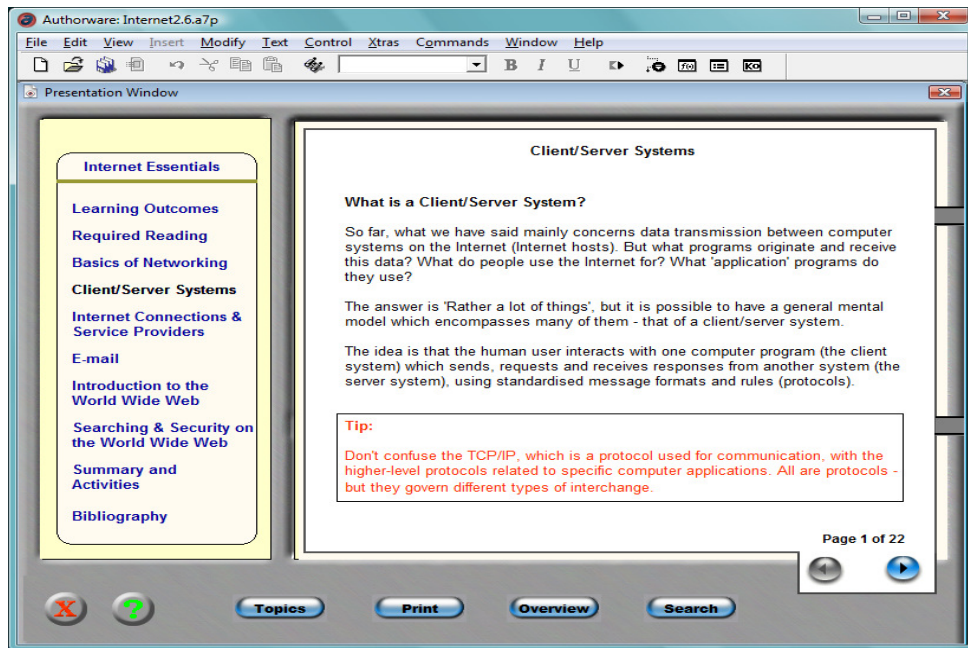 Authorware: Internet2.6.a7p
File Edit View Insert Modify Text Control Xtras Commands Window Help
B I U
Presentation Window
Internet Essentials
Learning Outcomes
Required Reading
Basics of Networking
Client/Server Systems
Internet Connections &
Service Providers
E-mail
Introduction to the
World Wide Web
Searching & Security on
the World Wide Web
Summary and
Activities
Bibliography
Client/Server Systems
What is a Client/Server System?
So far, what we have said mainly concerns data transmission between computer
systems on the Internet (Internet hosts). But what programs originate and receive
this data? What do people use the Internet for? What 'application' programs do
they use?
The answer is 'Rather a lot of things', but it is possible to have a general mental
model which encompasses many of them - that of a client/server system.
The idea is that the human user interacts with one computer program (the client
system) which sends, requests and receives responses from another system (the
server system), using standardised message formats and rules (protocols).
Tip:
Don't confuse the TCP/IP, which is a protocol used for communication, with the
higher-level protocols related to specific computer applications. All are protocols -
but they govern different types of interchange.
Page 1 of 22
X ? Topics Print Overview Search